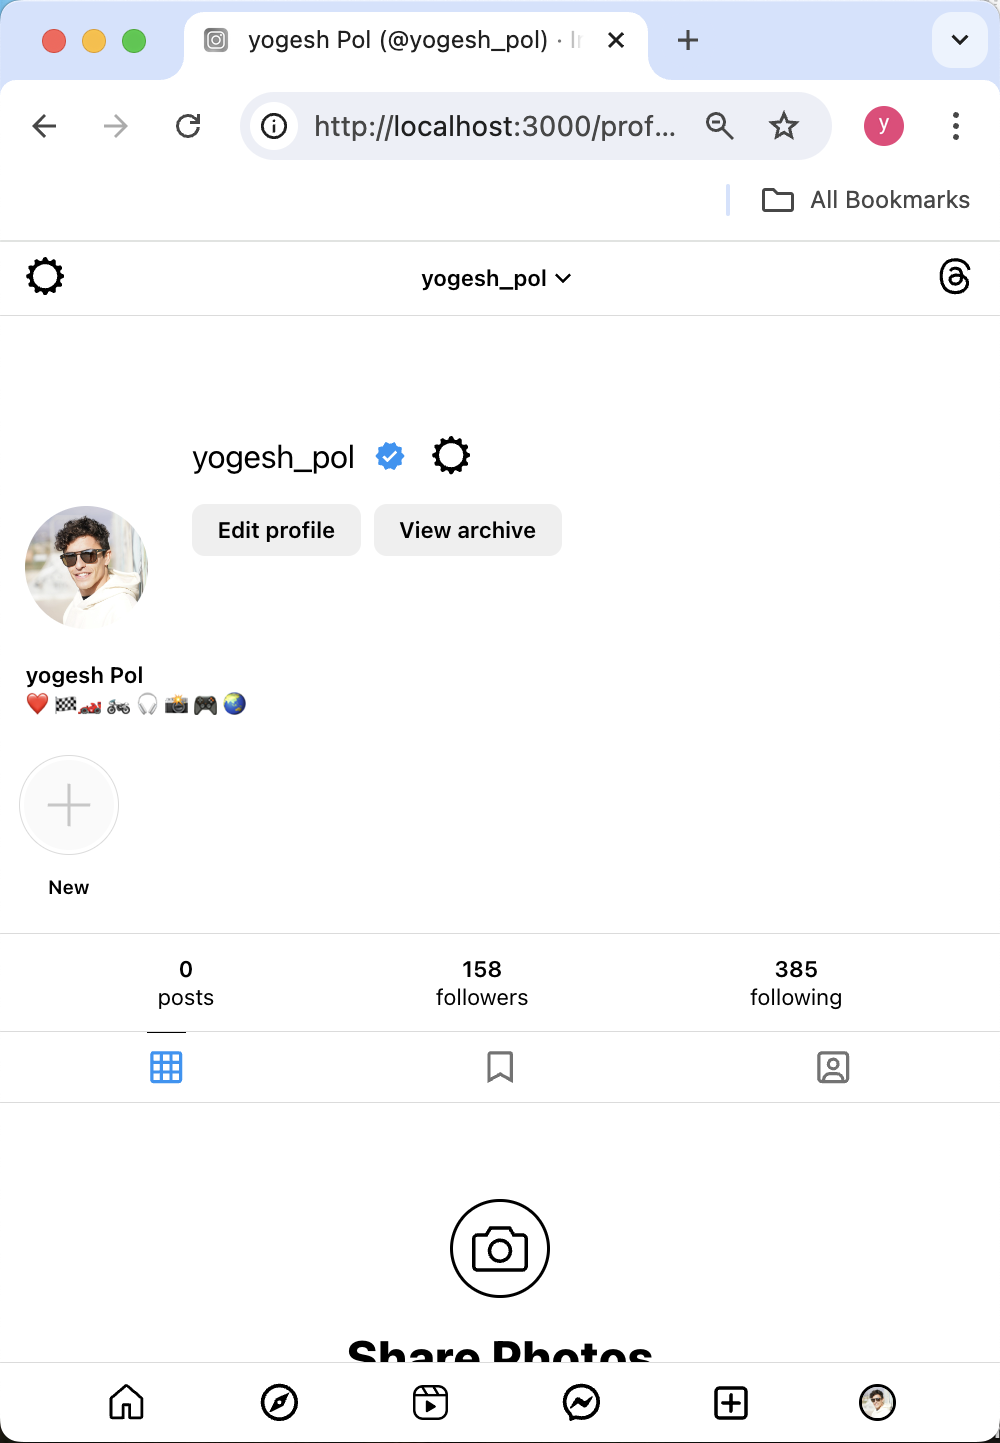 yogesh Pol (@yogesh_pol) ·
http://localhost:3000/prof...
y
All Bookmarks
yogesh_pol
yogesh_pol
Edit profile
View archive
yogesh Pol
❤️ 🏁🏎️ 🏍️ 🎧 📸 🎮 🌏
New
0
posts
158
followers
385
following
Share Photos